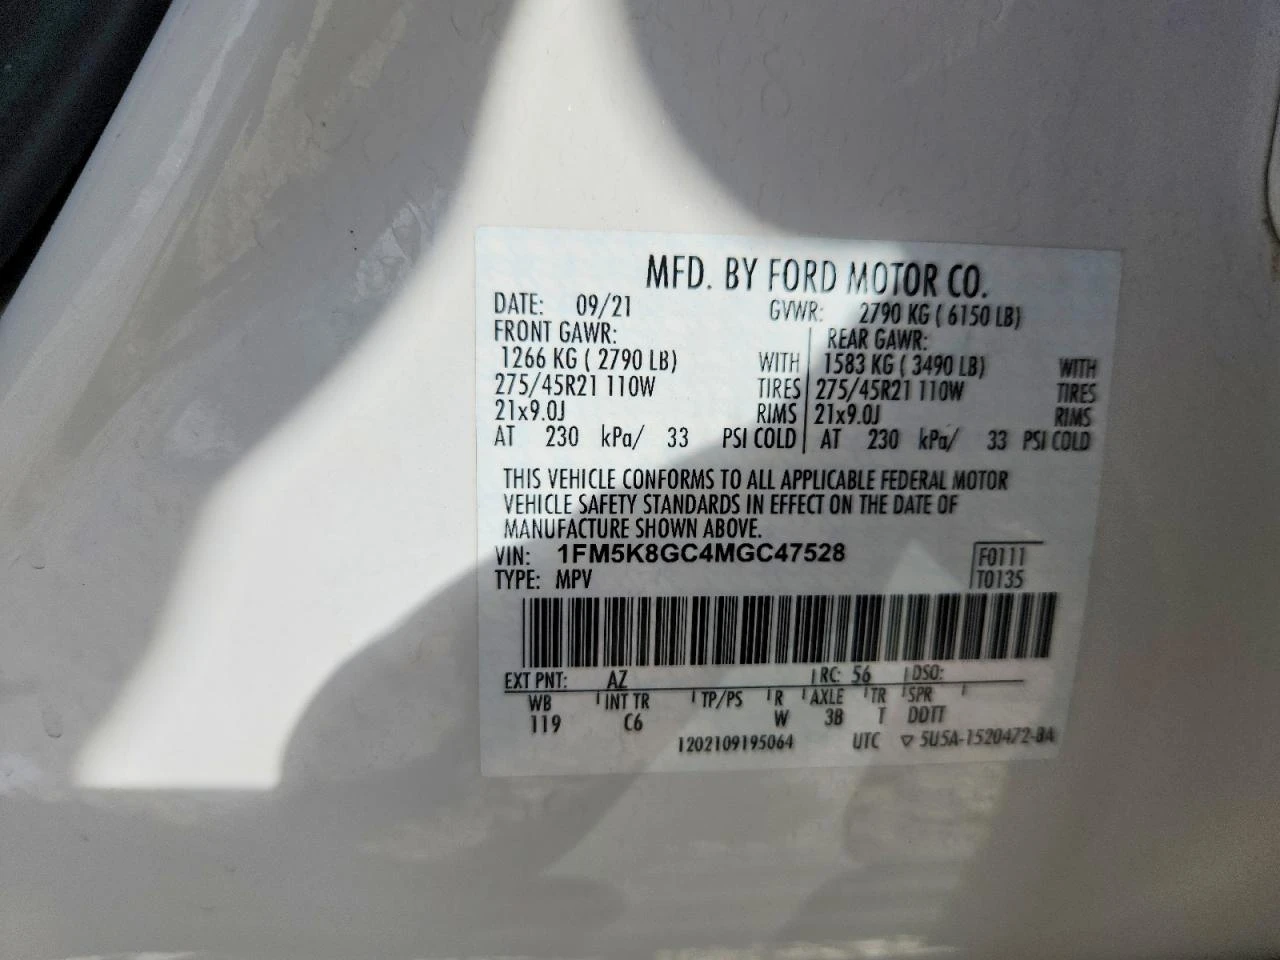 MFD. BY FORD MOTOR CO.
DATE: 09/21 GVWR: 2790 KG ( 6150 LB)
FRONT GAWR: REAR GAWR:
1266 KG ( 2790 LB) WITH 1583 KG ( 3490 LB) WITH
275/45R21 110W TIRES 275/45R21 110W TIRES
21x9.0J RIMS 21x9.0J RIMS
AT 230 kPa/ 33 PSI COLD AT 230 kPa/ 33 PSI COLD
THIS VEHICLE CONFORMS TO ALL APPLICABLE FEDERAL MOTOR
VEHICLE SAFETY STANDARDS IN EFFECT ON THE DATE OF
MANUFACTURE SHOWN ABOVE.
VIN: 1FM5K8GC4MGC47528 F0111
TYPE: MPV T0135
EXT PNT: AZ RC: 56 DSO:
WB INT TR TP/PS R AXLE TR SPR
119 C6 W 3B T DDTT
1202109195064 UTC ▽ 5U5A-1520472-BA